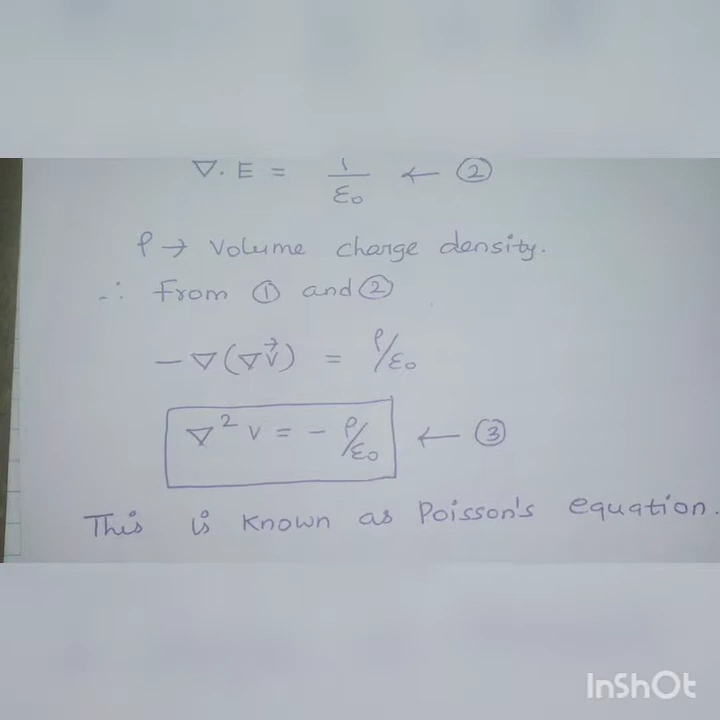 ∇. E = 1/ε₀ ← ②
ρ → Volume charge density.
∴ From ① and ②
−∇(∇V⃗) = ρ/ε₀
∇² V = − ρ/ε₀ ← ③
This is known as Poisson's equation.
InShOt